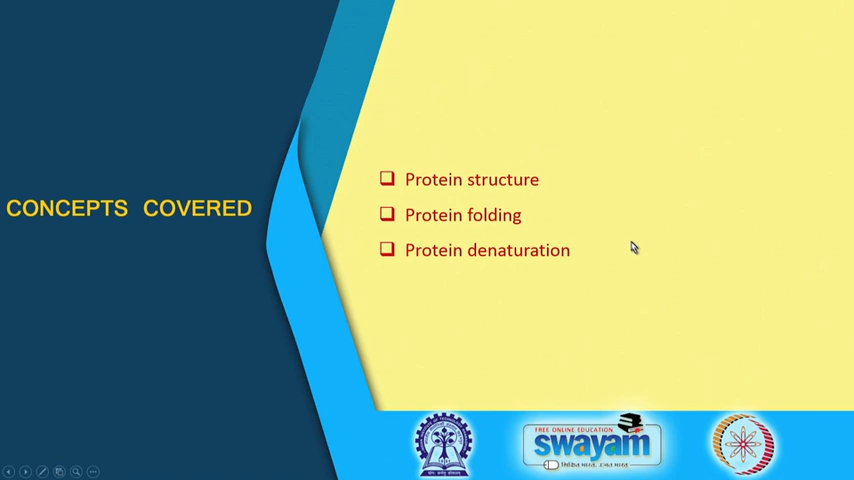 CONCEPTS COVERED
Protein structure
Protein folding
Protein denaturation
FREE ONLINE EDUCATION
swayam